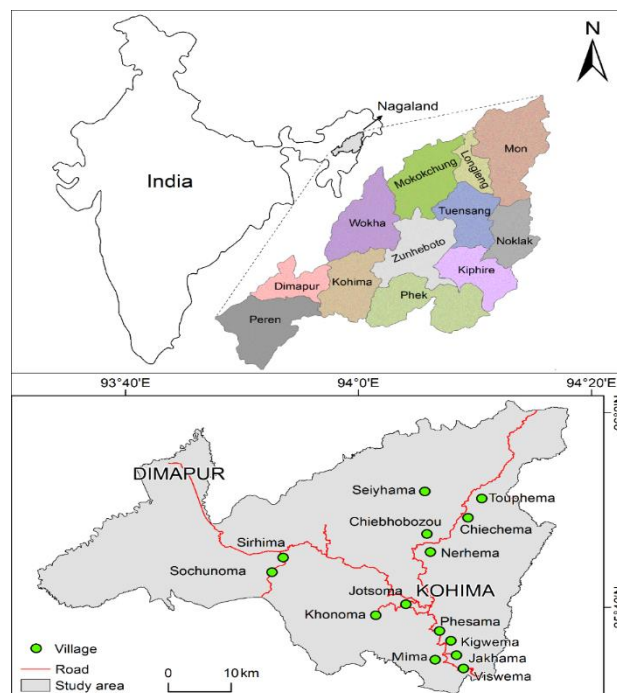 N
Nagaland
India
Mon
Longleng
Mokokchung
Tuensang
Wokha
Noklak
Zunheboto
Kiphire
Dimapur
Kohima
Phek
Peren
93°40'E
94°0'E
94°20'E
DIMAPUR
Seiyhama
Touphema
Chiebhobozou
Chiechema
Sirhima
Nerhema
Sochunoma
Jotsoma
KOHIMA
Khonoma
Phesama
Kigwema
Village
Mima
Jakhama
Road
0
10 km
Viswema
Study area